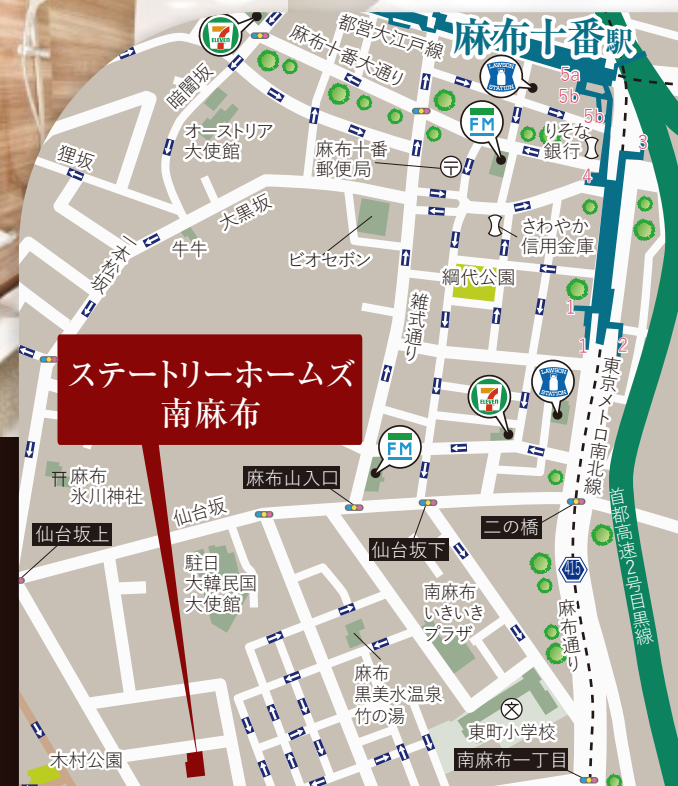 都営大江戸線
麻布十番駅
7
ELEVEN
麻布十番大通り
LAWSON
STATION
5a
5b
5b
暗闇坂
FM
オーストリア
大使館
麻布十番
郵便局
〒
りそな
銀行
3
4
狸坂
大黒坂
さわやか
信用金庫
牛牛
ビオセボン
一本松坂
網代公園
雑式通り
1
1
2
ステートリーホームズ
南麻布
7
ELEVEN
LAWSON
STATION
東京メトロ南北線
FM
麻布
氷川神社
麻布山入口
仙台坂
首都高速2号目黒線
仙台坂上
仙台坂下
二の橋
駐日
大韓民国
大使館
415
南麻布
いきいき
プラザ
麻布通り
麻布
黒美水温泉
竹の湯
文
東町小学校
木村公園
南麻布一丁目